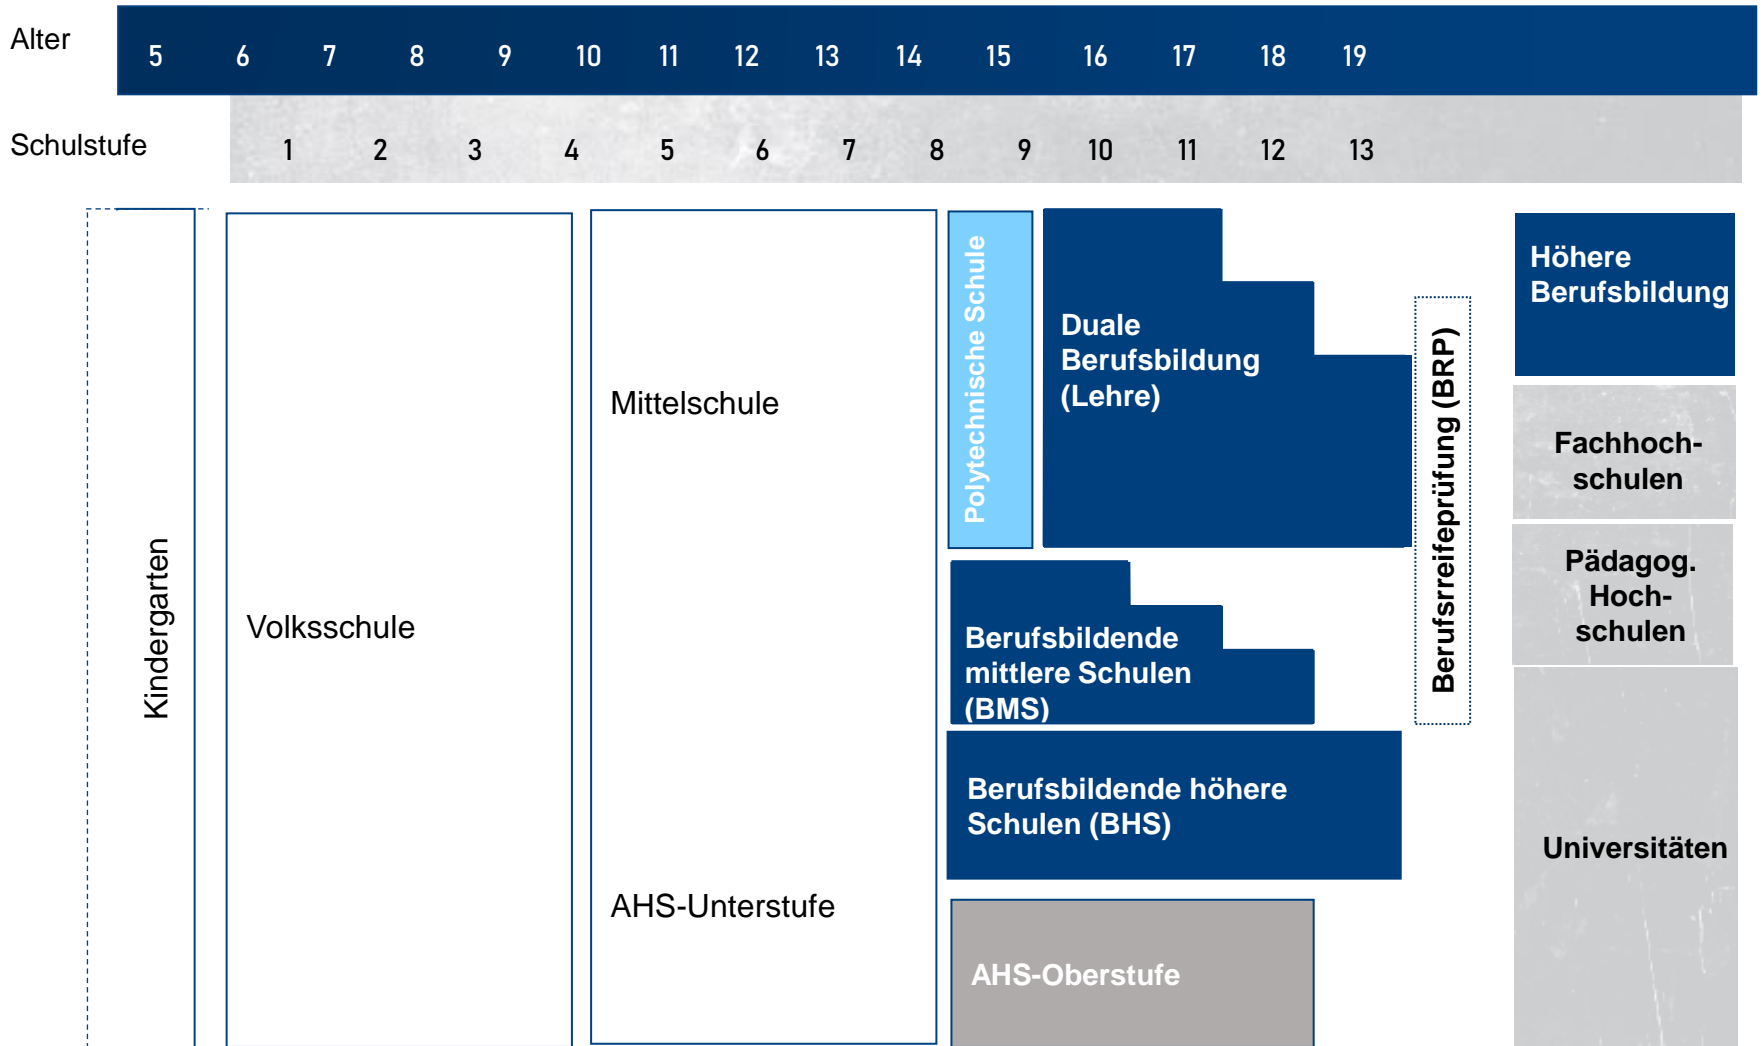 Alter
5 6 7 8 9 10 11 12 13 14 15 16 17 18 19
Schulstufe
1 2 3 4 5 6 7 8 9 10 11 12 13
Kindergarten
Volksschule
Mittelschule
AHS-Unterstufe
Polytechnische Schule
Duale
Berufsbildung
(Lehre)
Berufsbildende
mittlere Schulen
(BMS)
Berufsbildende höhere
Schulen (BHS)
AHS-Oberstufe
Berufsrreifeprüfung (BRP)
Höhere
Berufsbildung
Fachhoch-
schulen
Pädagog.
Hoch-
schulen
Universitäten